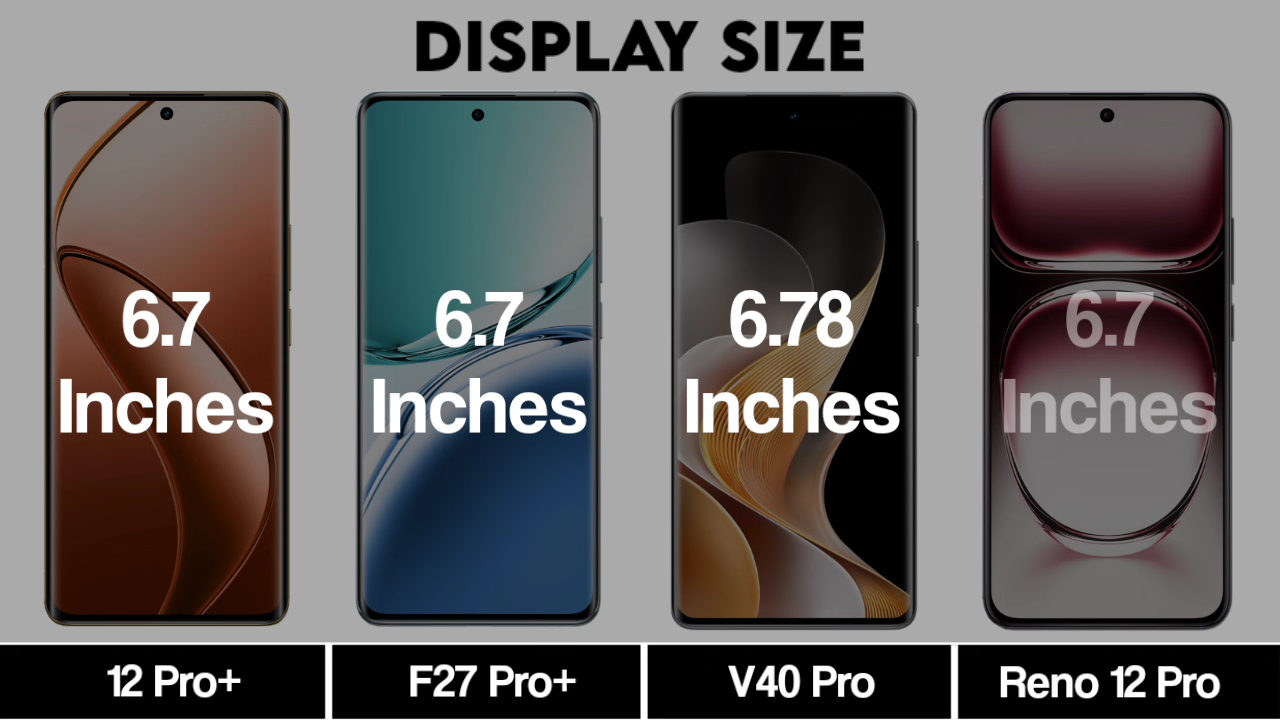 DISPLAY SIZE
6.7
Inches
6.7
Inches
6.78
Inches
6.7
Inches
12 Pro+
F27 Pro+
V40 Pro
Reno 12 Pro